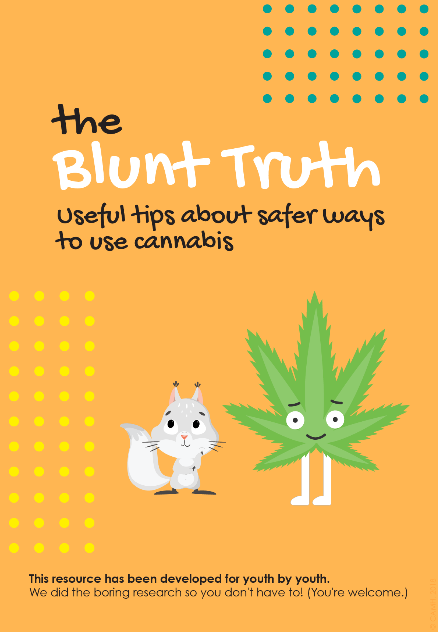 the
Blunt Truth
Useful tips about safer ways
to use cannabis
This resource has been developed for youth by youth.
We did the boring research so you don't have to! (You're welcome.)